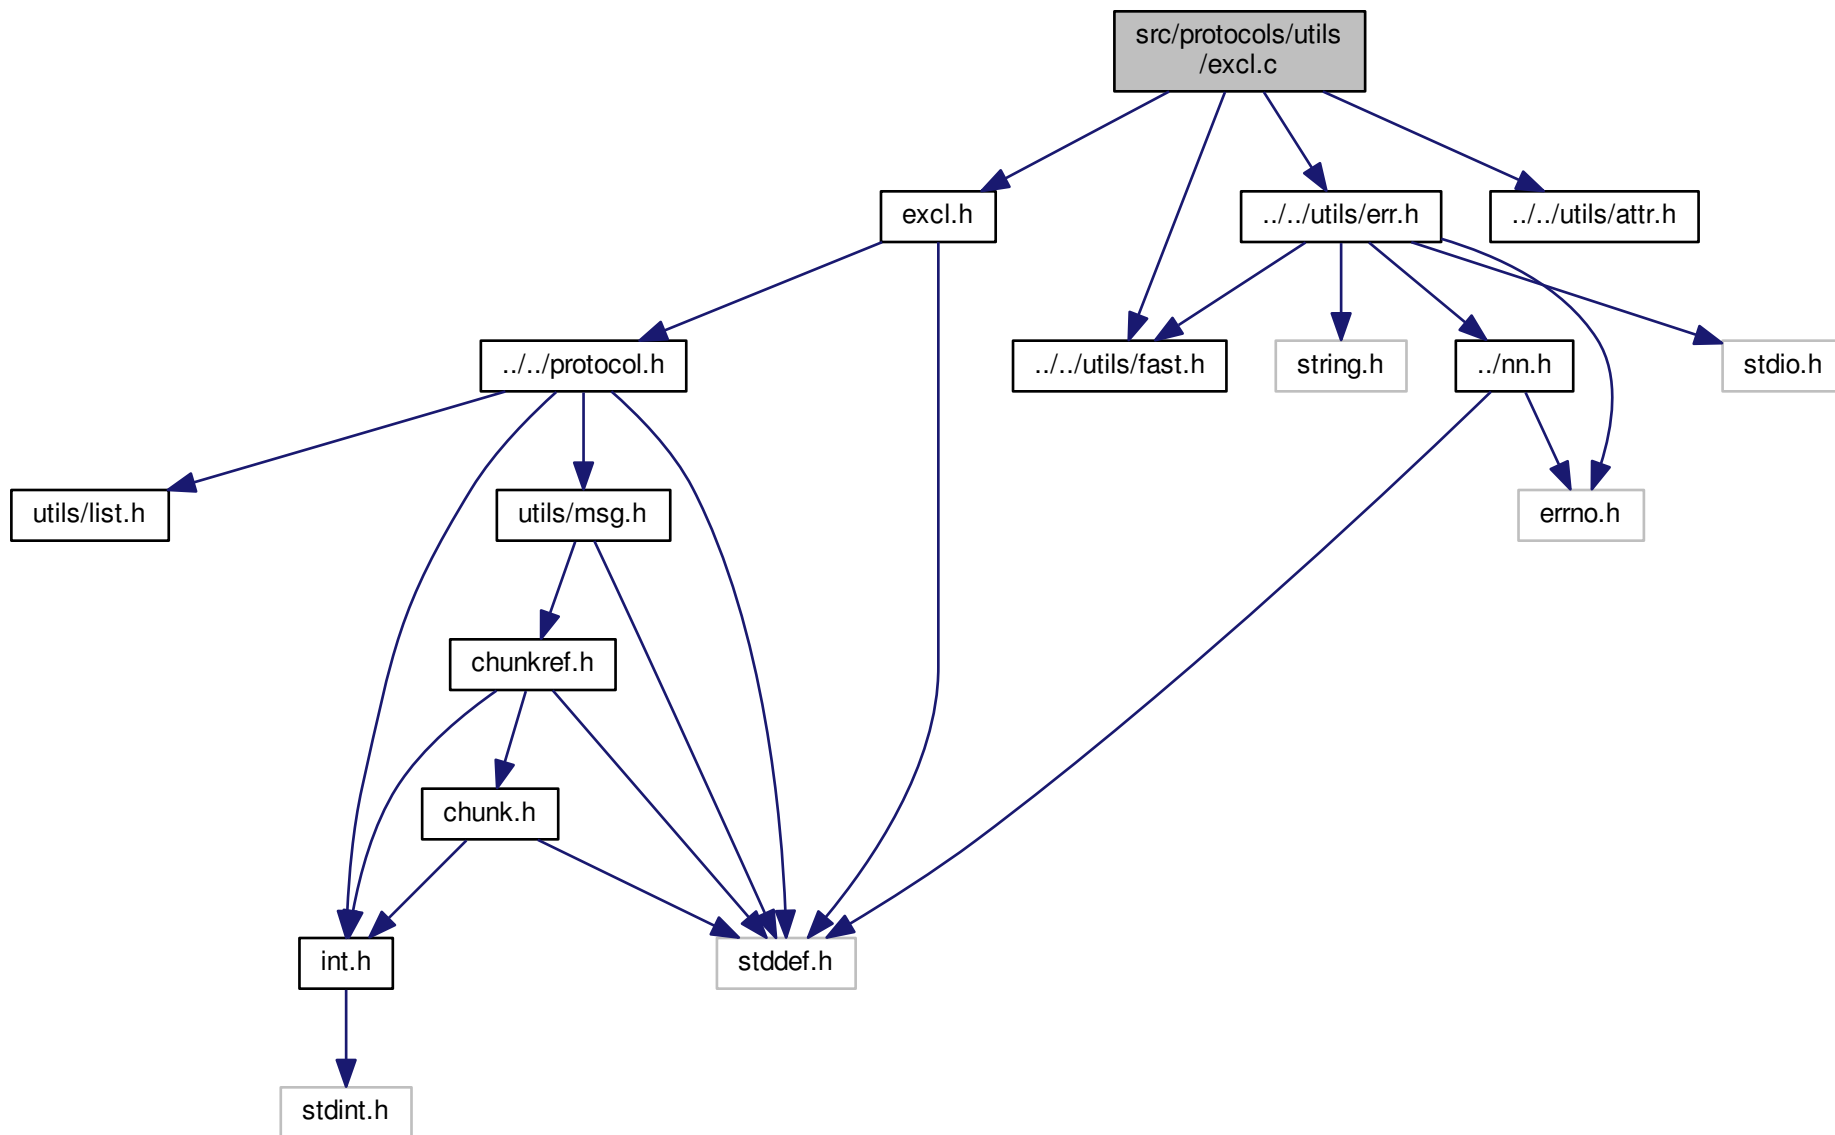 src/protocols/utils
/excl.c
excl.h
../../utils/err.h
../../utils/attr.h
../../protocol.h
../../utils/fast.h
string.h
../nn.h
stdio.h
utils/list.h
utils/msg.h
errno.h
chunkref.h
chunk.h
int.h
stddef.h
stdint.h